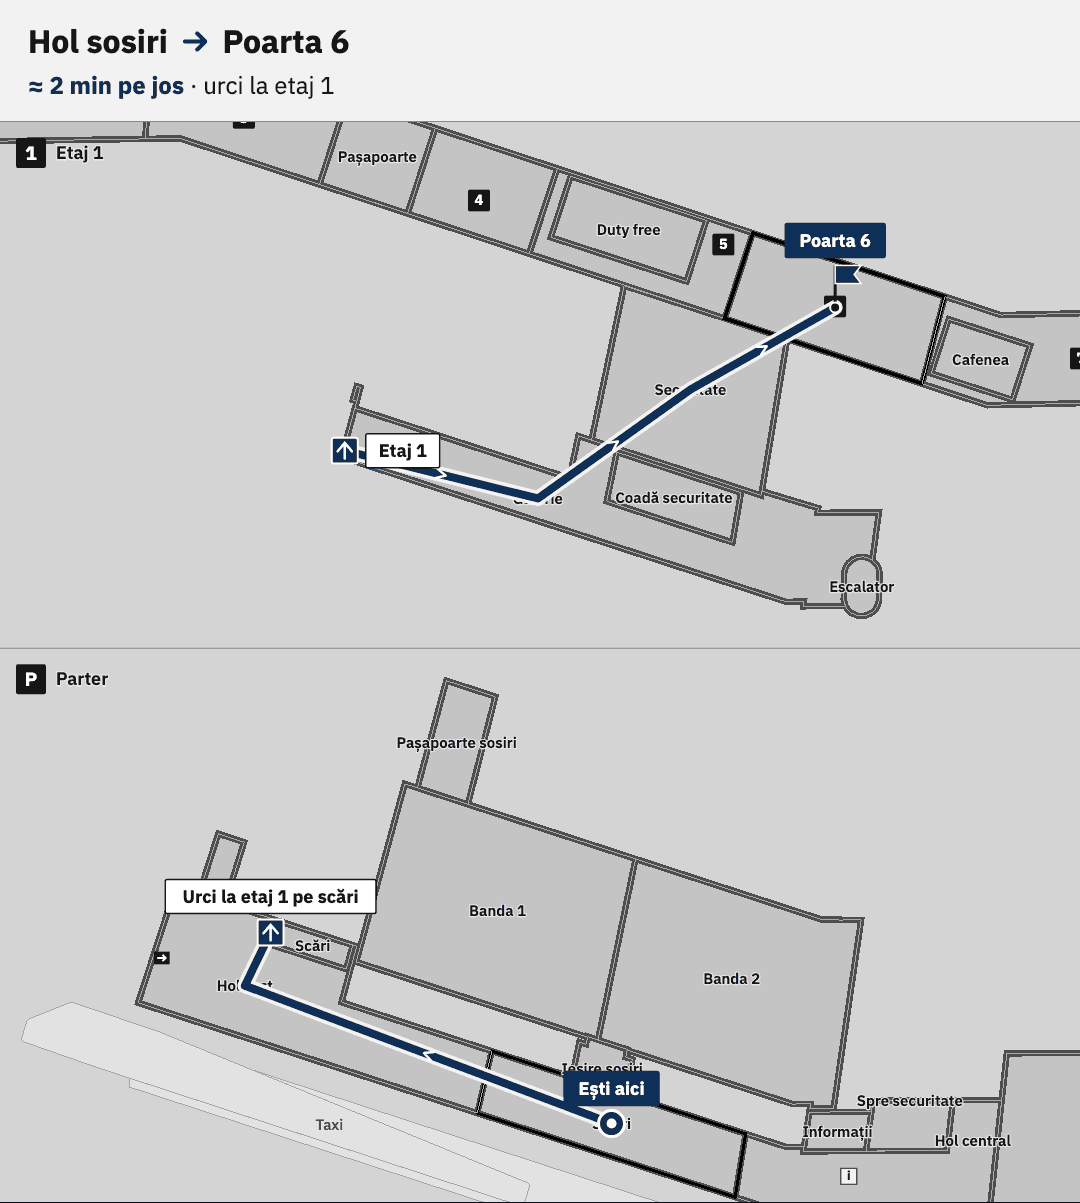 Hol sosiri → Poarta 6
≈ 2 min pe jos · urci la etaj 1
1 Etaj 1
Pașapoarte
4
Duty free
5
Poarta 6
Cafenea
Etaj 1
Coadă securitate
Escalator
P Parter
Pașapoarte sosiri
Urci la etaj 1 pe scări
Banda 1
Scări
Banda 2
Ieșire sosiri
Ești aici
Spre securitate
Taxi
Informații
Hol central
i